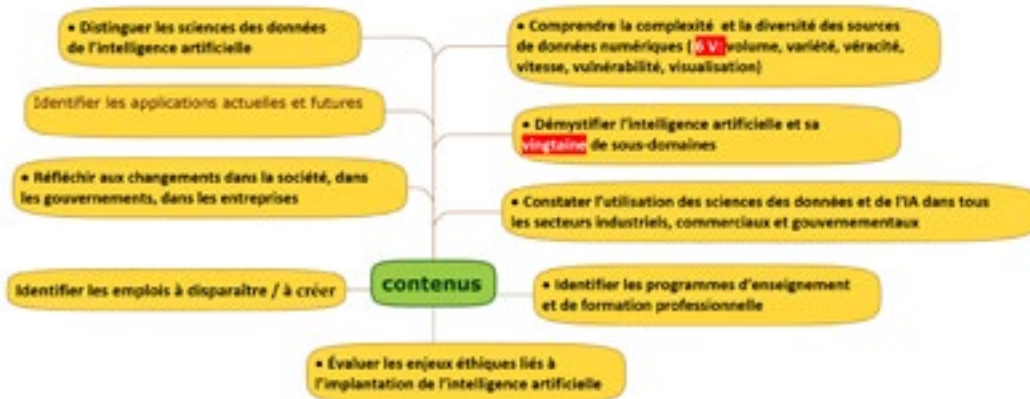 • Distinguer les sciences des données
de l'intelligence artificielle
Identifier les applications actuelles et futures
• Réfléchir aux changements dans la société, dans
les gouvernements, dans les entreprises
Identifier les emplois à disparaître / à créer
contenus
• Comprendre la complexité et la diversité des sources
de données numériques ( 6 V: volume, variété, véracité,
vitesse, vulnérabilité, visualisation)
• Démystifier l'intelligence artificielle et sa
vingtaine de sous-domaines
• Constater l'utilisation des sciences des données et de l'IA dans tous
les secteurs industriels, commerciaux et gouvernementaux
• Identifier les programmes d'enseignement
et de formation professionnelle
• Évaluer les enjeux éthiques liés à
l'implantation de l'intelligence artificielle